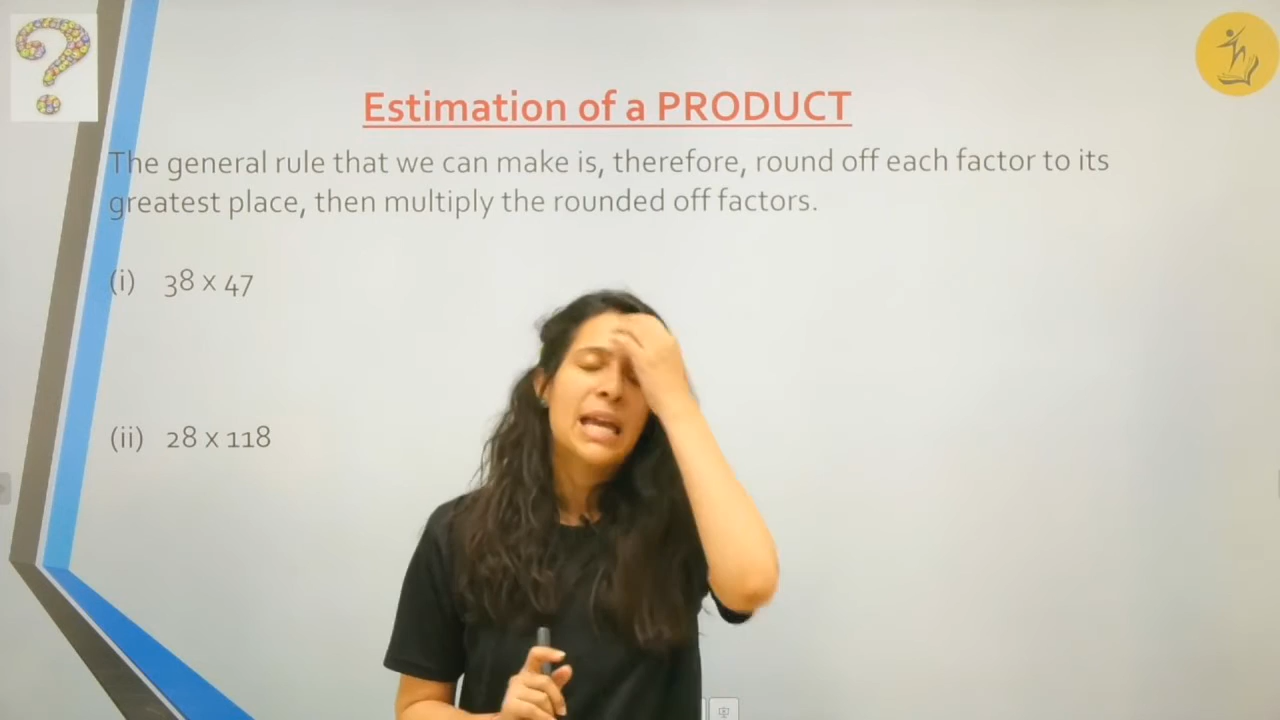 Estimation of a PRODUCT
The general rule that we can make is, therefore, round off each factor to its
greatest place, then multiply the rounded off factors.
(i) 38 x 47
(ii) 28 x 118